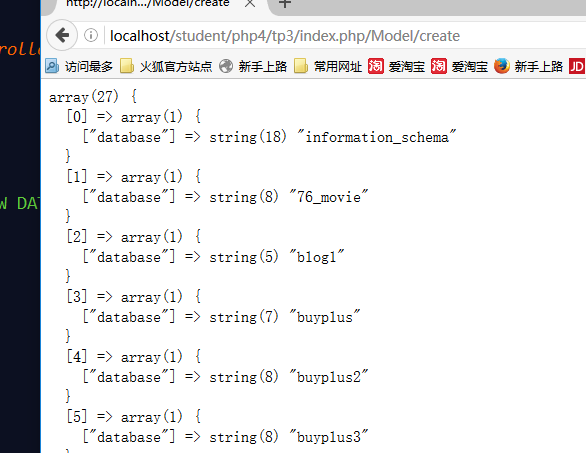 http://localh.../Model/create
localhost/student/php4/tp3/index.php/Model/create
访问最多 火狐官方站点 新手上路 常用网址 淘 爱淘宝 淘 爱淘宝 新手上路 JD
array(27) {
[0] => array(1) {
["database"] => string(18) "information_schema"
}
[1] => array(1) {
["database"] => string(8) "76_movie"
}
[2] => array(1) {
["database"] => string(5) "blog1"
}
[3] => array(1) {
["database"] => string(7) "buyplus"
}
[4] => array(1) {
["database"] => string(8) "buyplus2"
}
[5] => array(1) {
["database"] => string(8) "buyplus3"
}
rolle
W DAT